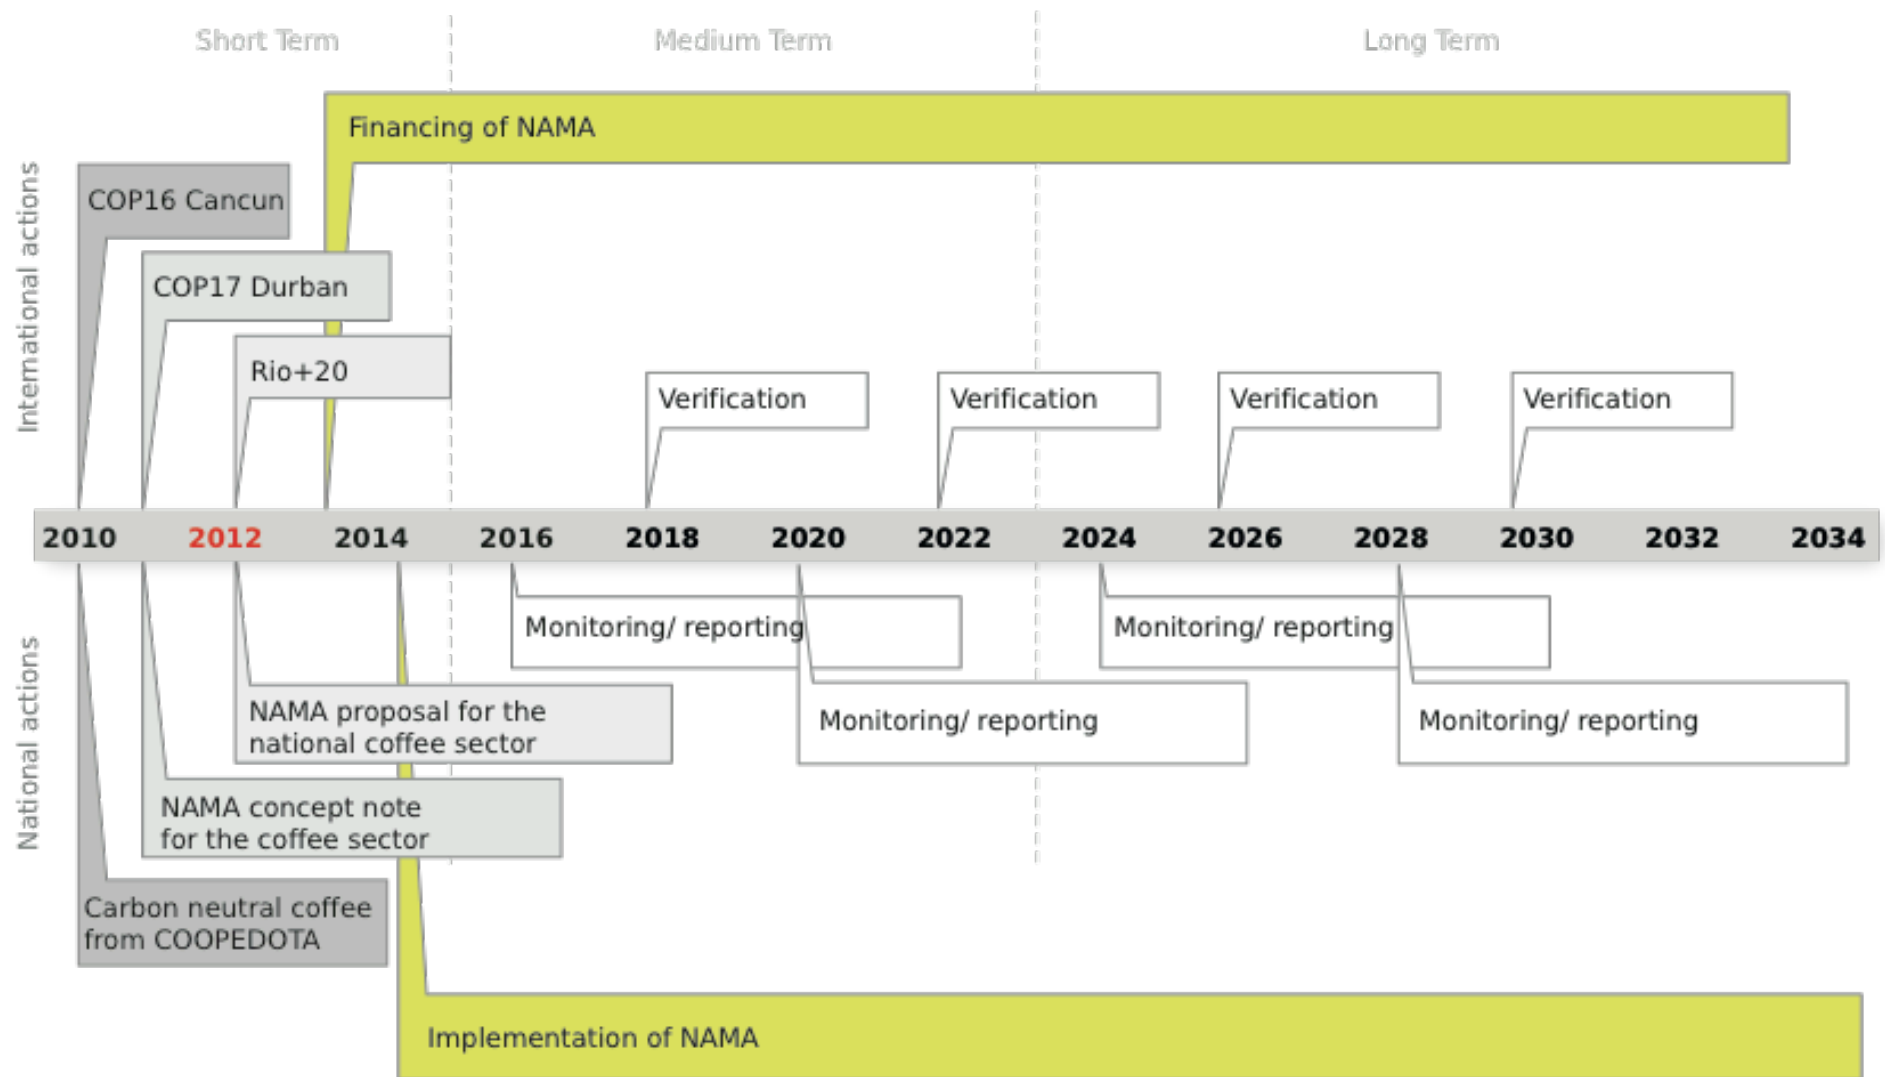 Short Term
Medium Term
Long Term
International actions
Financing of NAMA
COP16 Cancun
COP17 Durban
Rio+20
Verification
Verification
Verification
Verification
2010 2012 2014 2016 2018 2020 2022 2024 2026 2028 2030 2032 2034
National actions
Monitoring/ reporting
Monitoring/ reporting
Monitoring/ reporting
Monitoring/ reporting
NAMA proposal for the
national coffee sector
NAMA concept note
for the coffee sector
Carbon neutral coffee
from COOPEDOTA
Implementation of NAMA